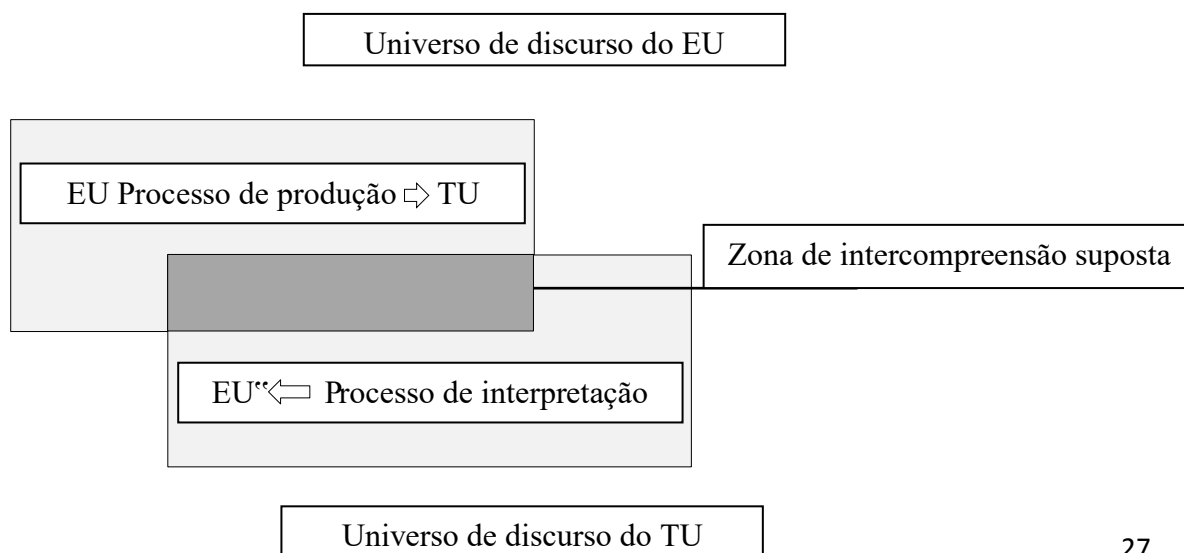 Universo de discurso do EU
EU Processo de produção ⇨ TU
Zona de intercompreensão suposta
EU“⇦ Processo de interpretação
Universo de discurso do TU
27